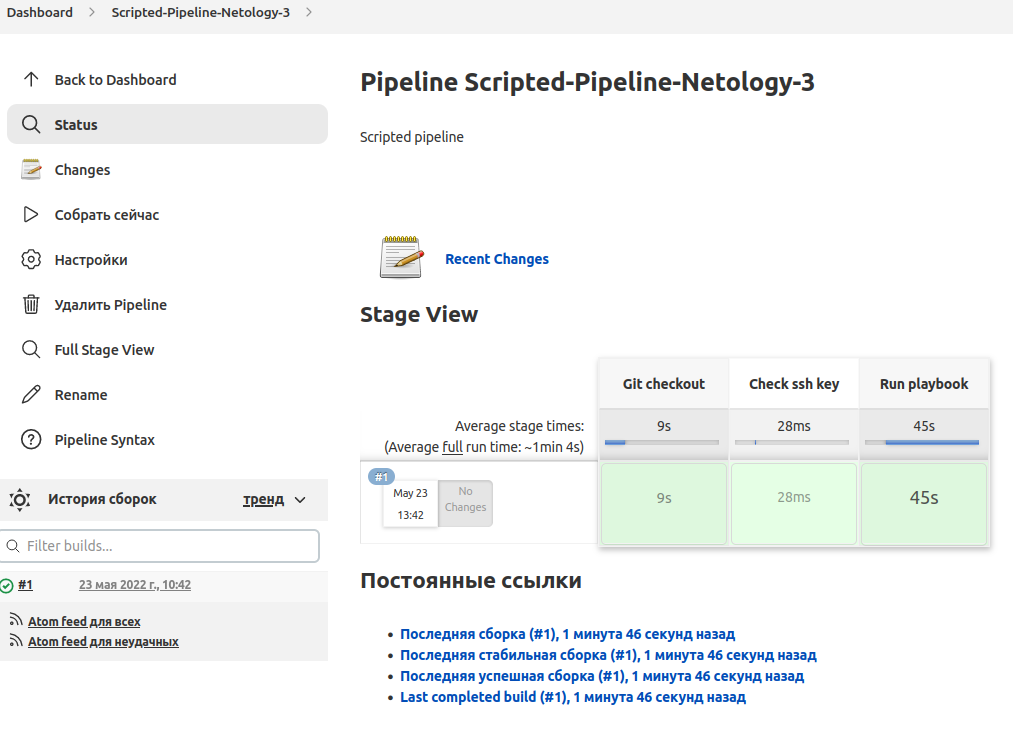 Dashboard
Scripted-Pipeline-Netology-3
Back to Dashboard
Status
Changes
Собрать сейчас
Настройки
Удалить Pipeline
Full Stage View
Rename
Pipeline Syntax
История сборок
тренд
Filter builds...
#1
23 мая 2022 г., 10:42
Atom feed для всех
Atom feed для неудачных
Pipeline Scripted-Pipeline-Netology-3
Scripted pipeline
Recent Changes
Stage View
Git checkout
Check ssh key
Run playbook
Average stage times:
9s
28ms
45s
(Average full run time: ~1min 4s)
#1
May 23
13:42
No
Changes
9s
28ms
45s
Постоянные ссылки
Последняя сборка (#1), 1 минута 46 секунд назад
Последняя стабильная сборка (#1), 1 минута 46 секунд назад
Последняя успешная сборка (#1), 1 минута 46 секунд назад
Last completed build (#1), 1 минута 46 секунд назад